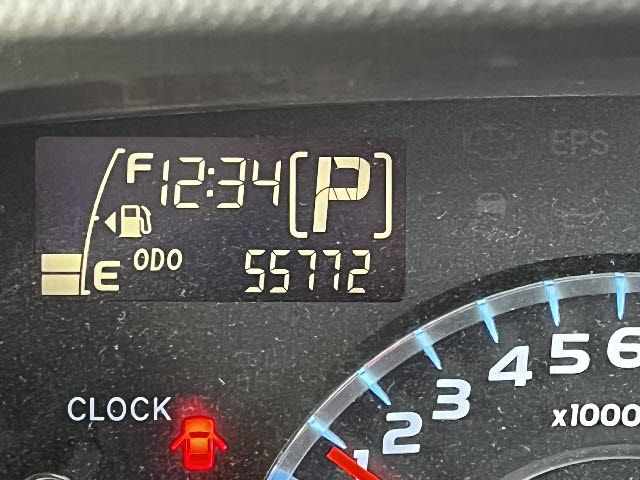 F 12:34 [P]
E ODO 55772
EPS
CLOCK
1 2 3 4 5 6
x1000